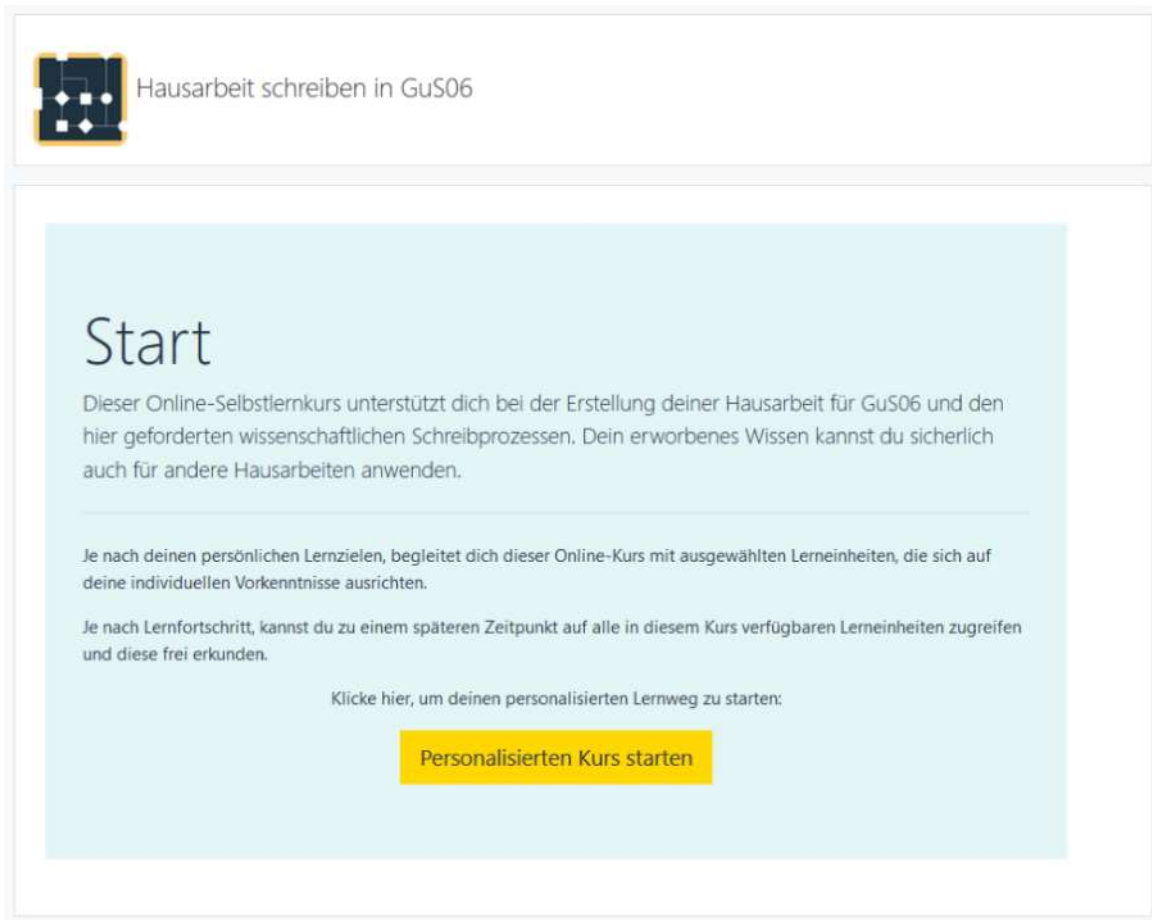 Hausarbeit schreiben in GuS06
Start
Dieser Online-Selbstlernkurs unterstützt dich bei der Erstellung deiner Hausarbeit für GuS06 und den
hier geforderten wissenschaftlichen Schreibprozessen. Dein erworbenes Wissen kannst du sicherlich
auch für andere Hausarbeiten anwenden.
Je nach deinen persönlichen Lernzielen, begleitet dich dieser Online-Kurs mit ausgewählten Lerneinheiten, die sich auf
deine individuellen Vorkenntnisse ausrichten.
Je nach Lernfortschritt, kannst du zu einem späteren Zeitpunkt auf alle in diesem Kurs verfügbaren Lerneinheiten zugreifen
und diese frei erkunden.
Klicke hier, um deinen personalisierten Lernweg zu starten:
Personalisierten Kurs starten